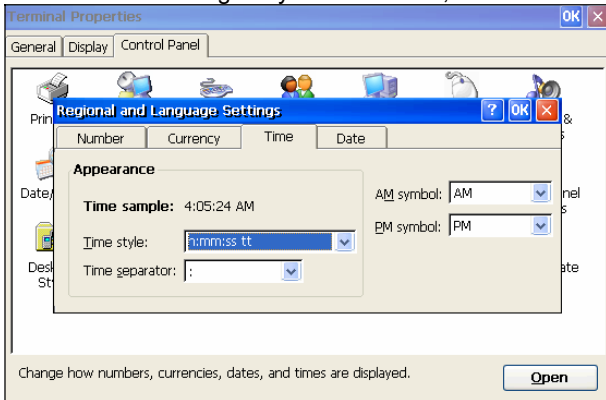 Terminal Properties OK
General Display Control Panel
Prin &
Regional and Language Settings ? OK
Number Currency Time Date
Appearance
Date/ nel
Time sample: 4:05:24 AM
AM symbol: AM
Time style: h:mm:ss tt
PM symbol: PM
Time separator: :
Desk ate
St
Change how numbers, currencies, dates, and times are displayed. Open